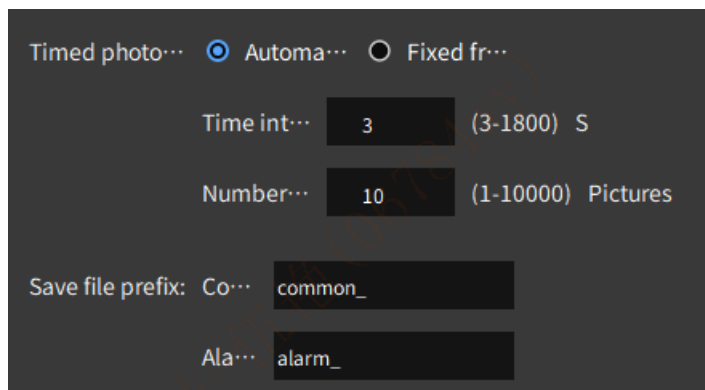 Timed photo··· Automa··· Fixed fr···
Time int··· 3 (3-1800) S
Number··· 10 (1-10000) Pictures
Save file prefix: Co··· common_
Ala··· alarm_